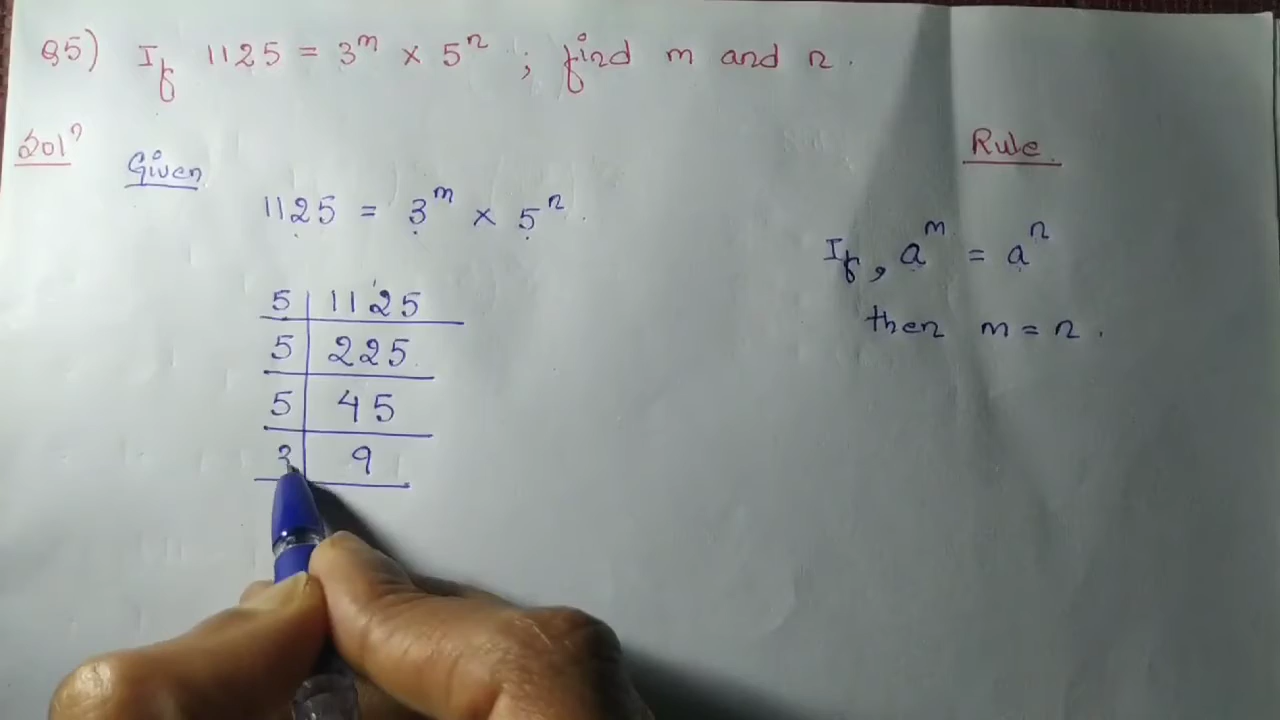 Q5) If 1125 = 3^m × 5^n ; find m and n.
Sol^n
Given
1125 = 3^m × 5^n.
5 | 1125
5 | 225
5 | 45
3 | 9
Rule.
If, a^m = a^n
then m = n.